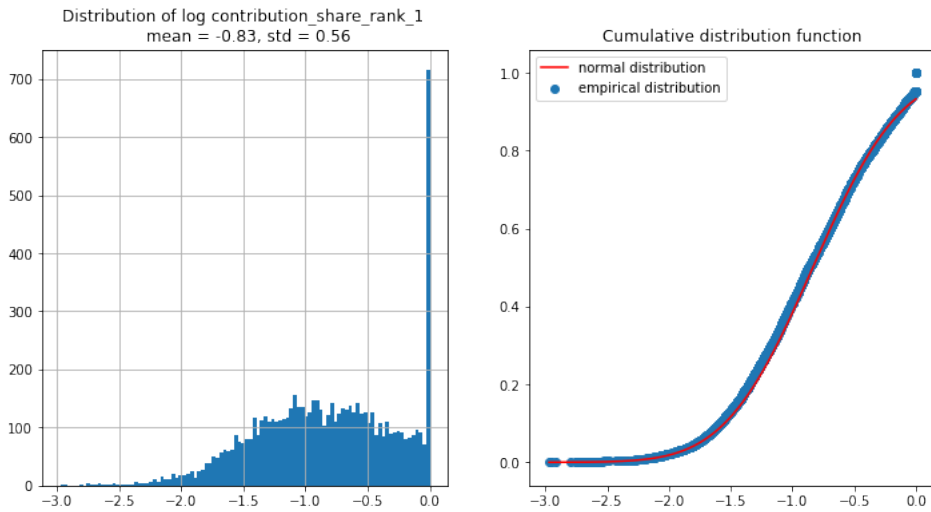 Distribution of log contribution_share_rank_1
mean = -0.83, std = 0.56
700
600
500
400
300
200
100
0
−3.0 −2.5 −2.0 −1.5 −1.0 −0.5 0.0
Cumulative distribution function
normal distribution
empirical distribution
1.0
0.8
0.6
0.4
0.2
0.0
−3.0 −2.5 −2.0 −1.5 −1.0 −0.5 0.0